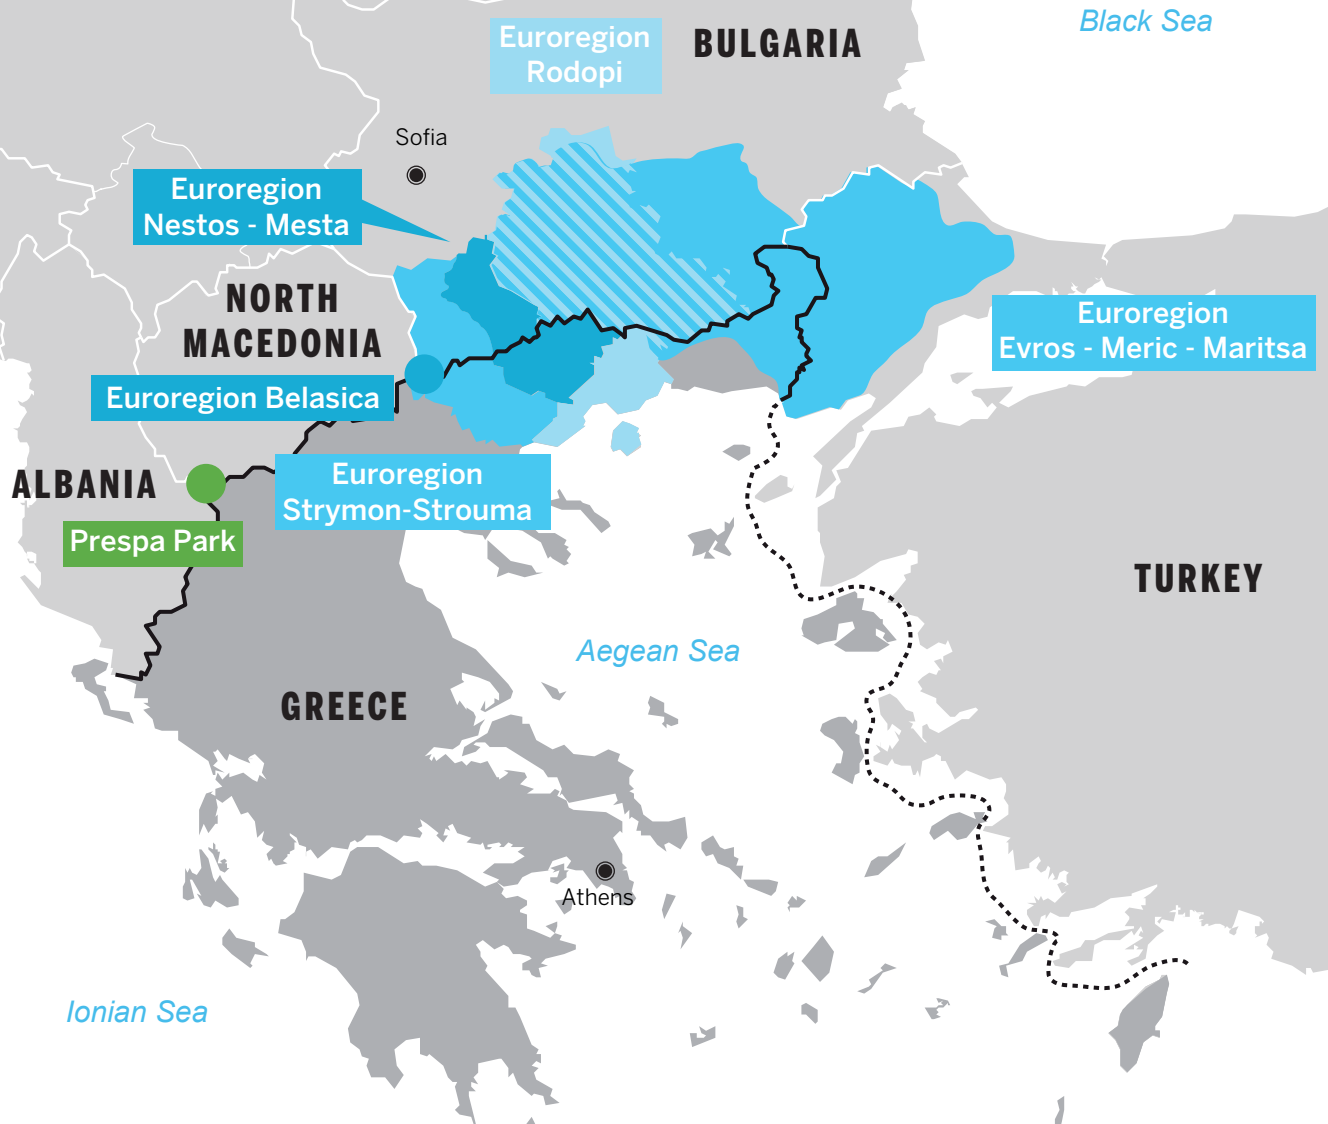 Black Sea
Euroregion
Rodopi
BULGARIA
Sofia
Euroregion
Nestos - Mesta
NORTH
MACEDONIA
Euroregion
Evros - Meric - Maritsa
Euroregion Belasica
ALBANIA
Euroregion
Strymon-Strouma
Prespa Park
TURKEY
Aegean Sea
GREECE
Athens
Ionian Sea